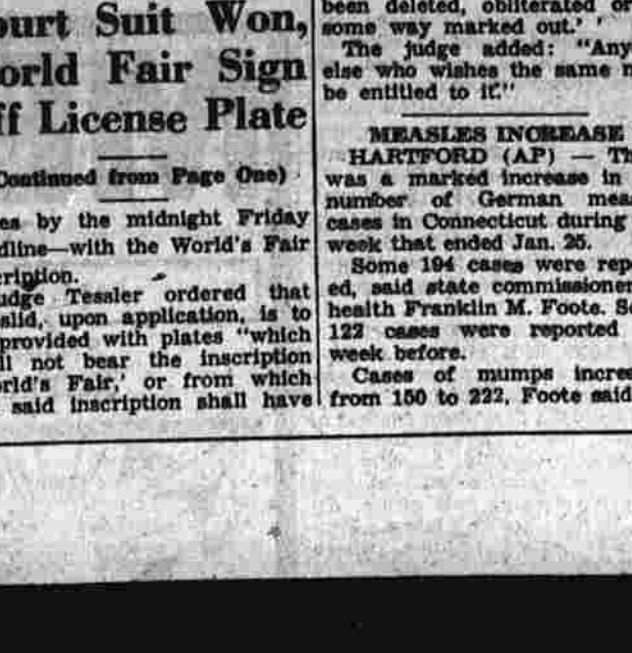 ourt Suit Won,
orld Fair Sign
ff License Plate
Continued from Page One)
es by the midnight Friday
dline—with the World's Fair
cription.
udge Tessler ordered that
slid, upon application, is to
provided with plates "which
ll not bear the inscription
orld's Fair,' or from which
said inscription shall have
been deleted, obliterated or
some way marked out.' '
The judge added: "Any
else who wishes the same
be entitled to it."
MEASLES INCREASE
HARTFORD (AP) — Th
was a marked increase in
number of German mea
cases in Connecticut during
week that ended Jan. 25.
Some 194 cases were rep
ed, said state commissioner
health Franklin M. Foote. S
122 cases were reported
week before.
Cases of mumps incre
from 150 to 222, Foote said